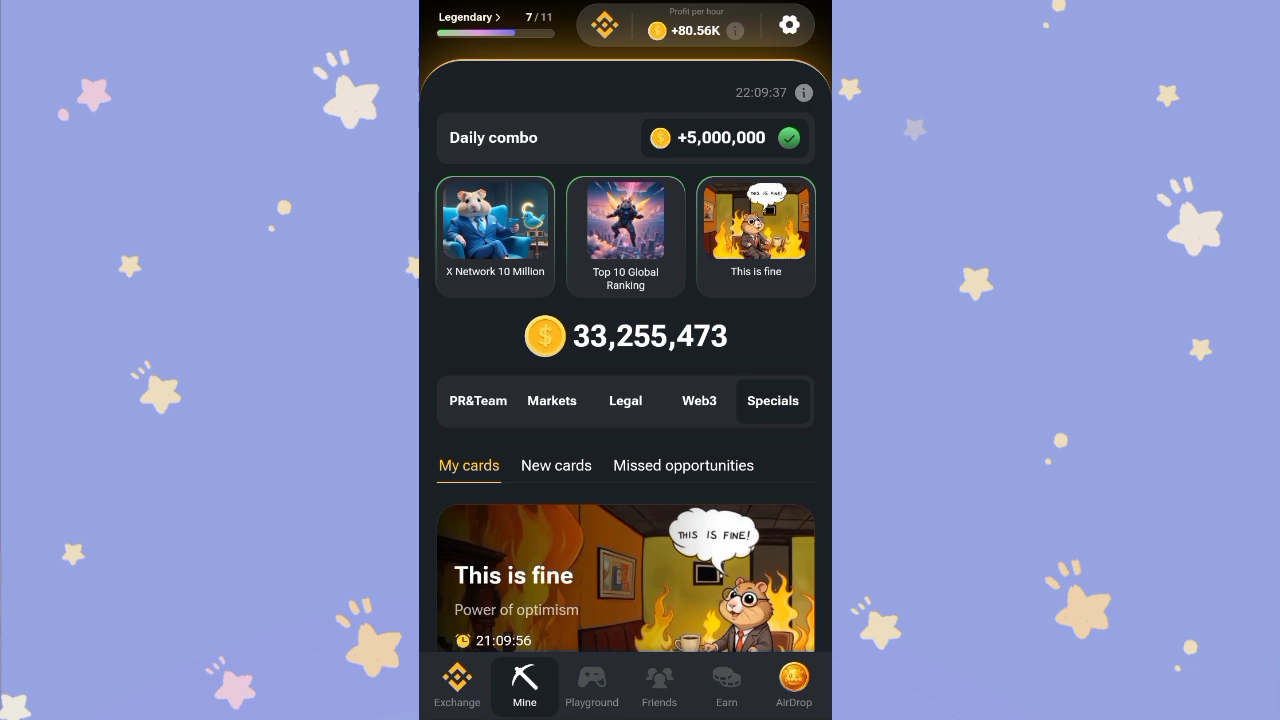 Legendary >
7 / 11
Profit per hour
+80.56K
22:09:37
Daily combo
+5,000,000
THIS IS FINE!
X Network 10 Million
Top 10 Global
Ranking
This is fine
33,255,473
PR&Team
Markets
Legal
Web3
Specials
My cards
New cards
Missed opportunities
THIS IS FINE!
This is fine
Power of optimism
21:09:56
Exchange
Mine
Playground
Friends
Earn
AirDrop